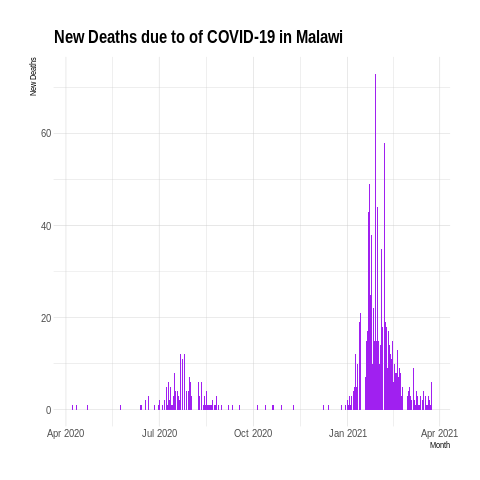 New Deaths due to of COVID-19 in Malawi
New Deaths
60
40
20
0
Apr 2020
Jul 2020
Oct 2020
Jan 2021
Apr 2021
Month